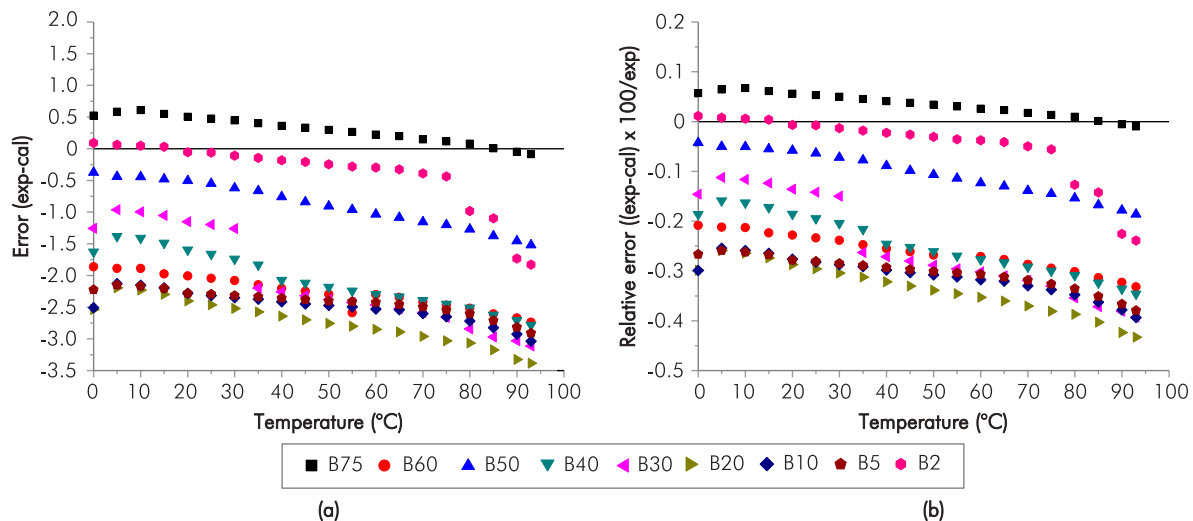 2.0
1.5
1.0
0.5
0
-0.5
-1.0
-1.5
-2.0
-2.5
-3.0
-3.5
Error (exp-cal)
0 10 20 30 40 50 60 70 80 90 100
Temperature (°C)
0.2
0.1
0
-0.1
-0.2
-0.3
-0.4
-0.5
Relative error ((exp-cal) x 100/exp)
0 10 20 30 40 50 60 70 80 90 100
Temperature (°C)
B75 B60 B50 B40 B30 B20 B10 B5 B2
(a) (b)